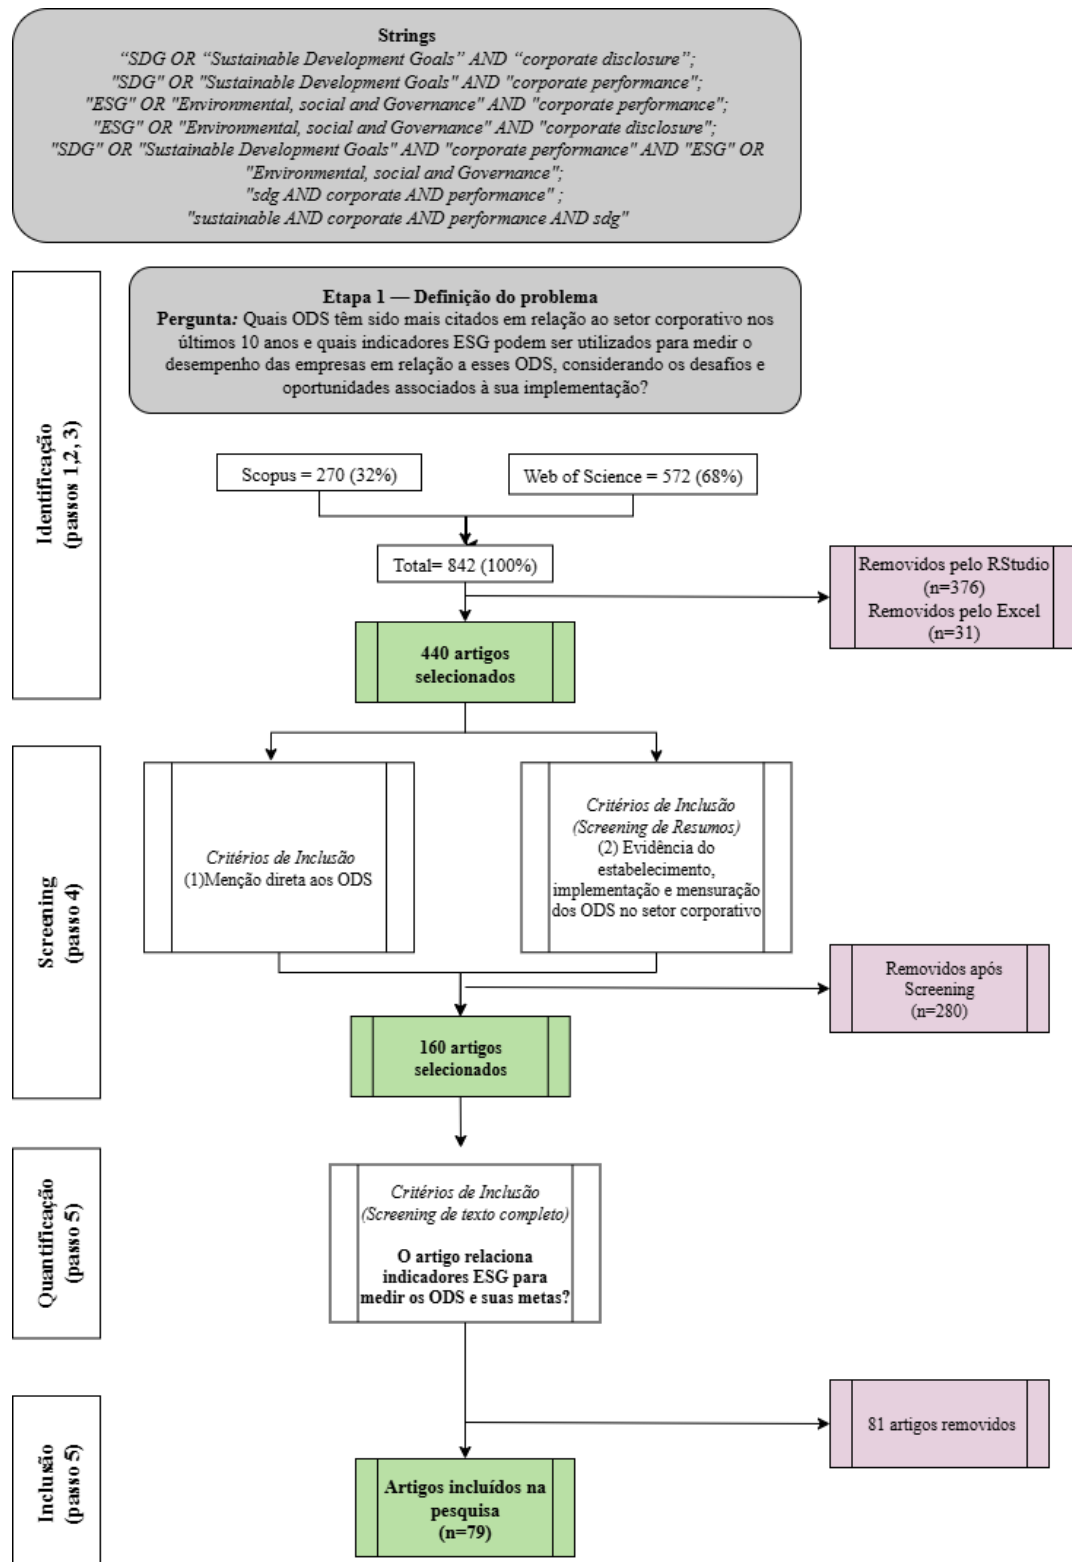 Strings
“SDG OR “Sustainable Development Goals” AND “corporate disclosure”;
"SDG" OR "Sustainable Development Goals" AND "corporate performance";
"ESG" OR "Environmental, social and Governance" AND "corporate performance";
"ESG" OR "Environmental, social and Governance" AND "corporate disclosure";
"SDG" OR "Sustainable Development Goals" AND "corporate performance" AND "ESG" OR
"Environmental, social and Governance";
"sdg AND corporate AND performance" ;
"sustainable AND corporate AND performance AND sdg"
Identificação
(passos 1,2, 3)
Etapa 1 — Definição do problema
Pergunta: Quais ODS têm sido mais citados em relação ao setor corporativo nos
últimos 10 anos e quais indicadores ESG podem ser utilizados para medir o
desempenho das empresas em relação a esses ODS, considerando os desafios e
oportunidades associados à sua implementação?
Scopus = 270 (32%)
Web of Science = 572 (68%)
Total= 842 (100%)
Removidos pelo RStudio
(n=376)
Removidos pelo Excel
(n=31)
440 artigos
selecionados
Screening
(passo 4)
Critérios de Inclusão
(1)Menção direta aos ODS
Critérios de Inclusão
(Screening de Resumos)
(2) Evidência do
estabelecimento,
implementação e mensuração
dos ODS no setor corporativo
Removidos após
Screening
(n=280)
160 artigos
selecionados
Quantificação
(passo 5)
Critérios de Inclusão
(Screening de texto completo)
O artigo relaciona
indicadores ESG para
medir os ODS e suas metas?
81 artigos removidos
Inclusão
(passo 5)
Artigos incluídos na
pesquisa
(n=79)